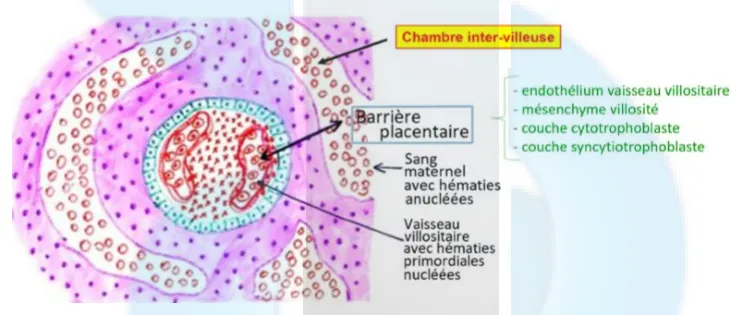 Chambre inter-villeuse
Barrière
placentaire
- endothélium vaisseau villositaire
- mésenchyme villosité
- couche cytotrophoblaste
- couche syncytiotrophoblaste
Sang
maternel
avec hématies
anucléées
Vaisseau
villositaire
avec hématies
primordiales
nucléées